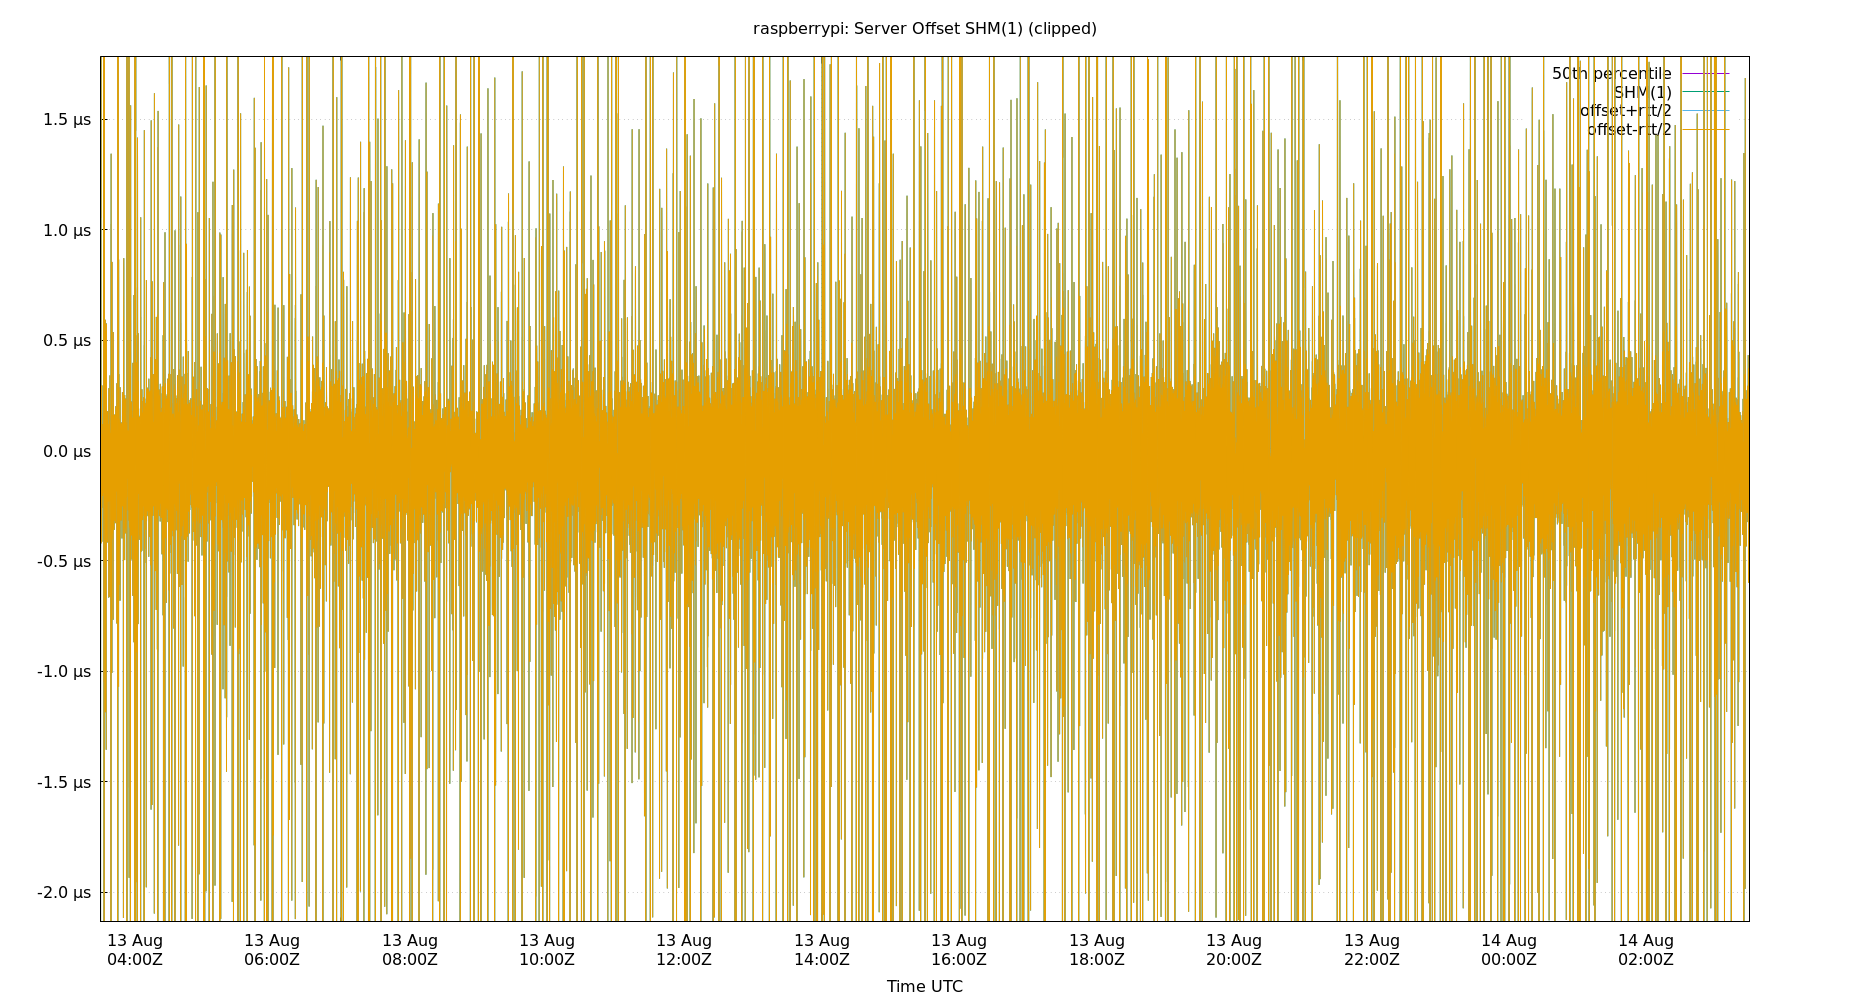 raspberrypi: Server Offset SHM(1) (clipped)
50th percentile
SHM(1)
offset+rtt/2
offset-rtt/2
1.5 µs
1.0 µs
0.5 µs
0.0 µs
-0.5 µs
-1.0 µs
-1.5 µs
-2.0 µs
13 Aug 13 Aug 13 Aug 13 Aug 13 Aug 13 Aug 13 Aug 13 Aug 13 Aug 13 Aug 14 Aug 14 Aug
04:00Z 06:00Z 08:00Z 10:00Z 12:00Z 14:00Z 16:00Z 18:00Z 20:00Z 22:00Z 00:00Z 02:00Z
Time UTC